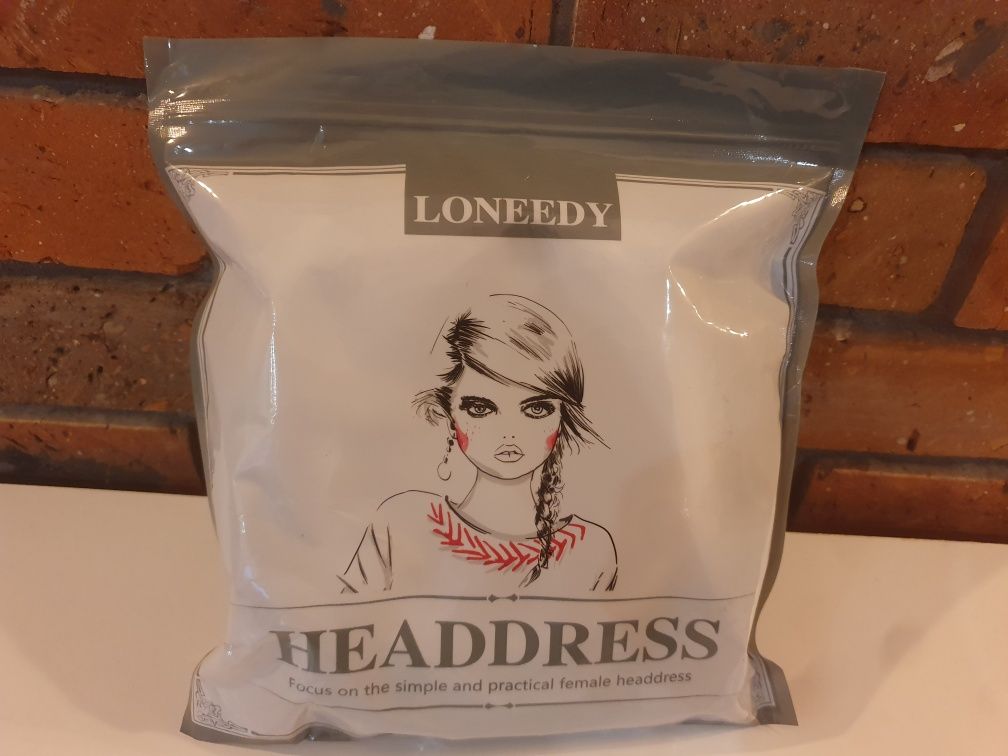 LONEEDY
HEADDRESS
Focus on the simple and practical female headdress